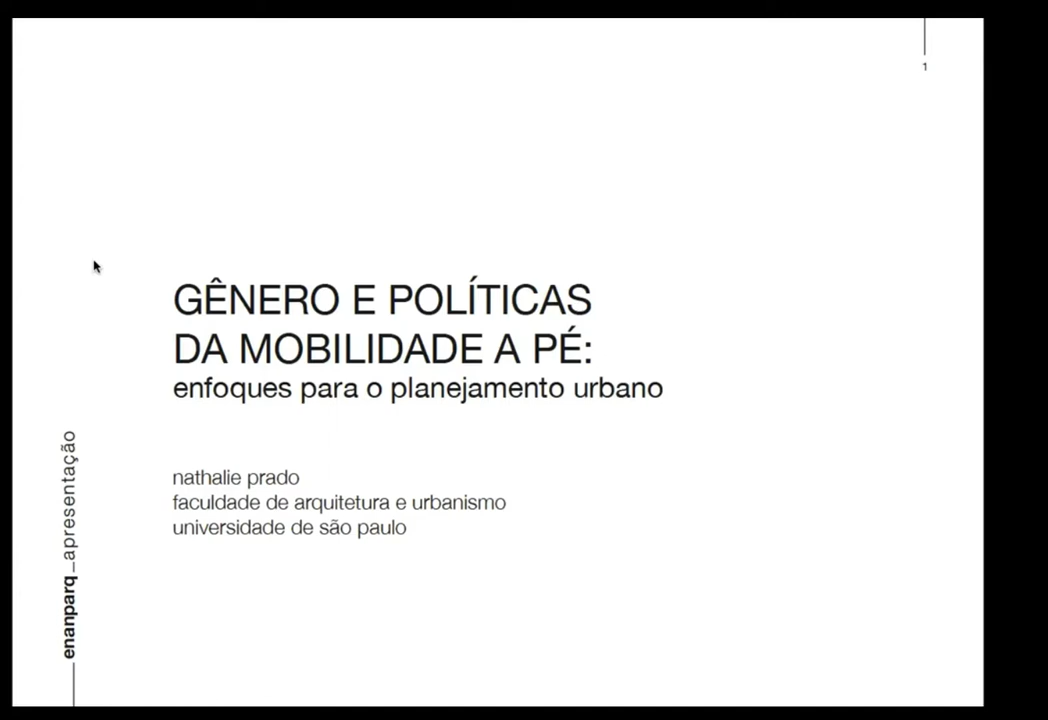 1
GÊNERO E POLÍTICAS
DA MOBILIDADE A PÉ:
enfoques para o planejamento urbano
nathalie prado
faculdade de arquitetura e urbanismo
universidade de são paulo
enanparq_apresentação